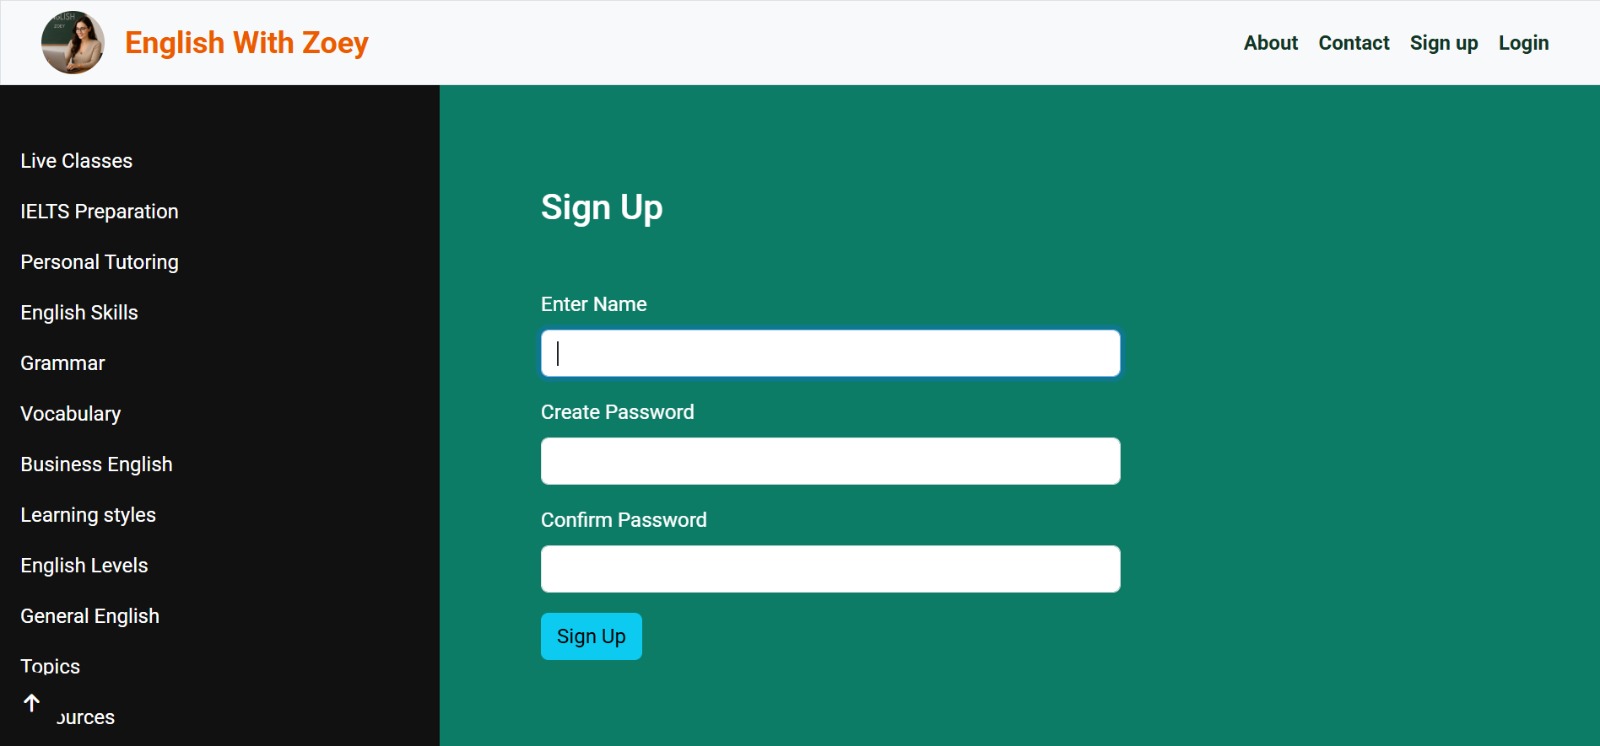 English With Zoey
About Contact Sign up Login
Live Classes
IELTS Preparation
Personal Tutoring
English Skills
Grammar
Vocabulary
Business English
Learning styles
English Levels
General English
Topics
ources
Sign Up
Enter Name
Create Password
Confirm Password
Sign Up